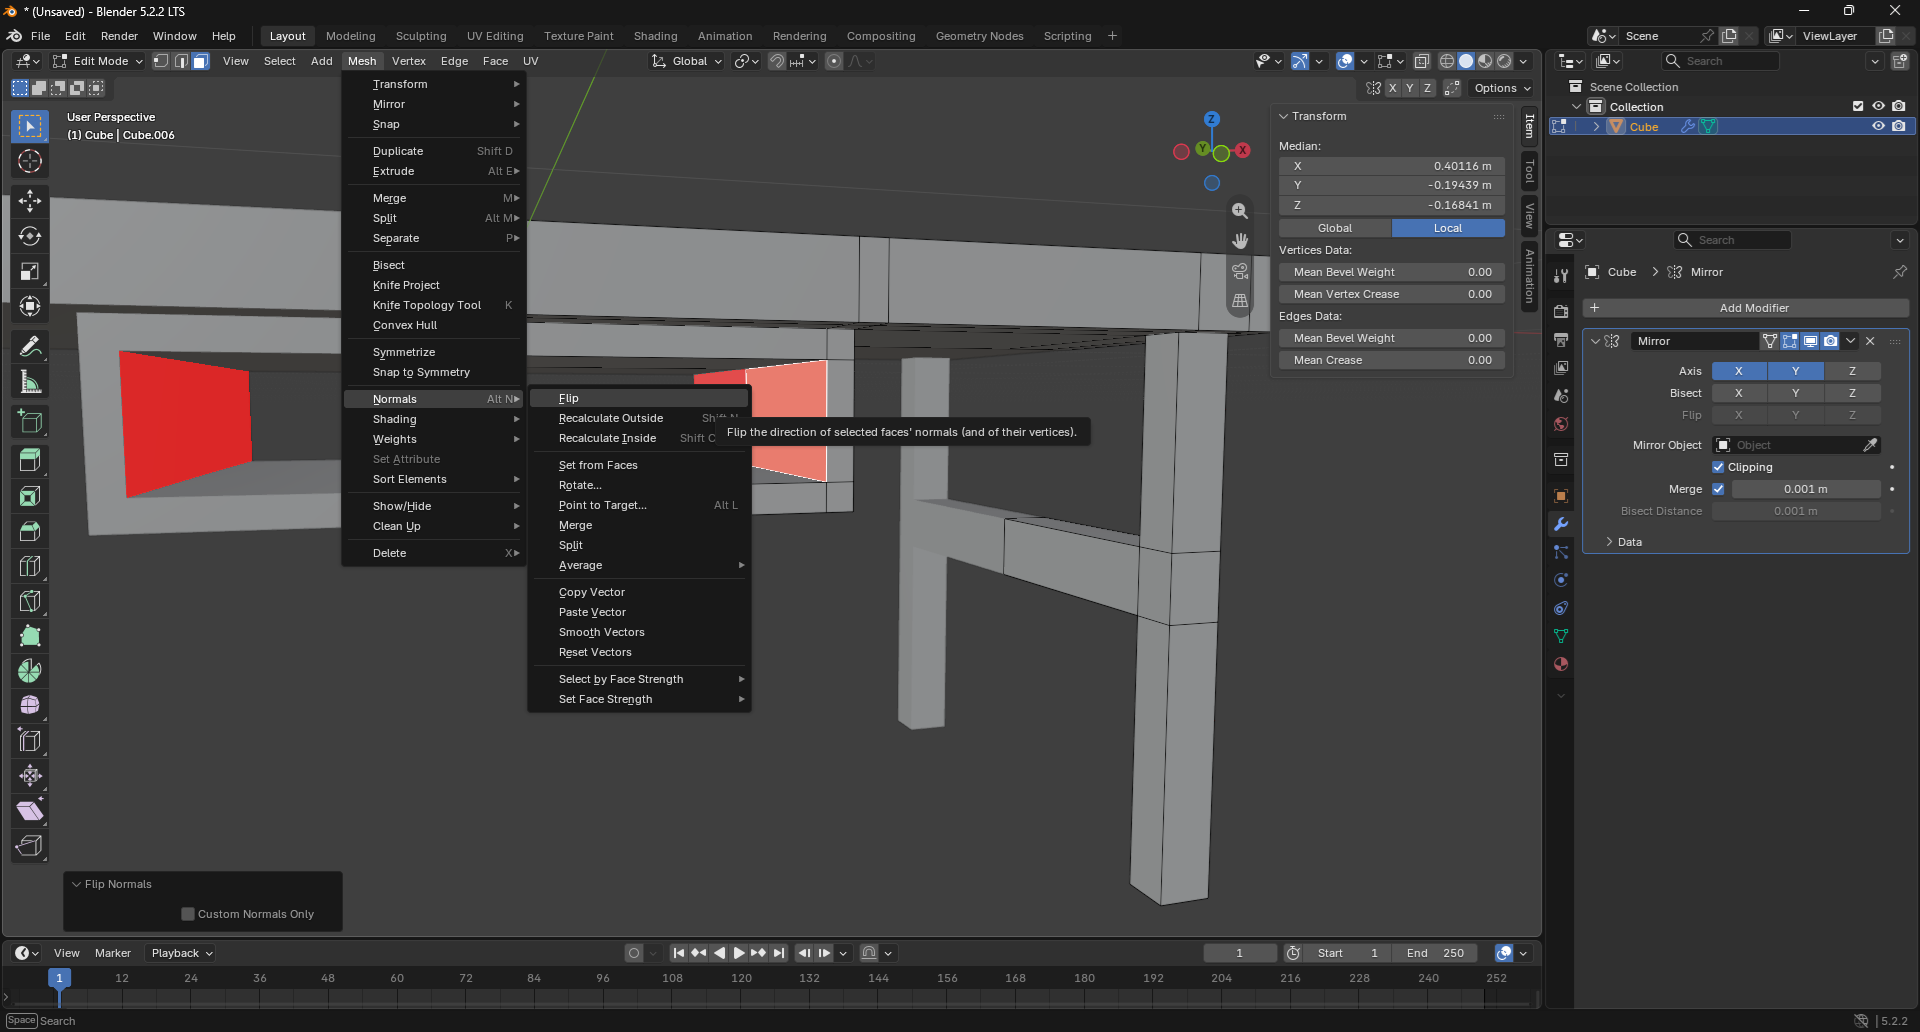 * (Unsaved) - Blender 5.2.2 LTS
File Edit Render Window Help Layout Modeling Sculpting UV Editing Texture Paint Shading Animation Rendering Compositing Geometry Nodes Scripting + Scene ViewLayer
Edit Mode View Select Add Mesh Vertex Edge Face UV Global Search
X Y Z Options
Scene Collection
Collection
Cube
User Perspective
(1) Cube | Cube.006
Transform
Mirror
Snap
Duplicate Shift D
Extrude Alt E
Merge M
Split Alt M
Separate P
Bisect
Knife Project
Knife Topology Tool K
Convex Hull
Symmetrize
Snap to Symmetry
Normals Alt N
Shading
Weights
Set Attribute
Sort Elements
Show/Hide
Clean Up
Delete X
Flip
Recalculate Outside Shift N
Recalculate Inside Shift C
Set from Faces
Rotate...
Point to Target... Alt L
Merge
Split
Average
Copy Vector
Paste Vector
Smooth Vectors
Reset Vectors
Select by Face Strength
Set Face Strength
Flip the direction of selected faces' normals (and of their vertices).
Z
Y
X
Transform
Median:
X 0.40116 m
Y -0.19439 m
Z -0.16841 m
Global Local
Vertices Data:
Mean Bevel Weight 0.00
Mean Vertex Crease 0.00
Edges Data:
Mean Bevel Weight 0.00
Mean Crease 0.00
Item
Tool
View
Animation
Search
Cube > Mirror
+ Add Modifier
Mirror
Axis X Y Z
Bisect X Y Z
Flip X Y Z
Mirror Object Object
Clipping
Merge 0.001 m
Bisect Distance 0.001 m
Data
Flip Normals
Custom Normals Only
View Marker Playback 1 Start 1 End 250
1 12 24 36 48 60 72 84 96 108 120 132 144 156 168 180 192 204 216 228 240 252
Space Search 5.2.2